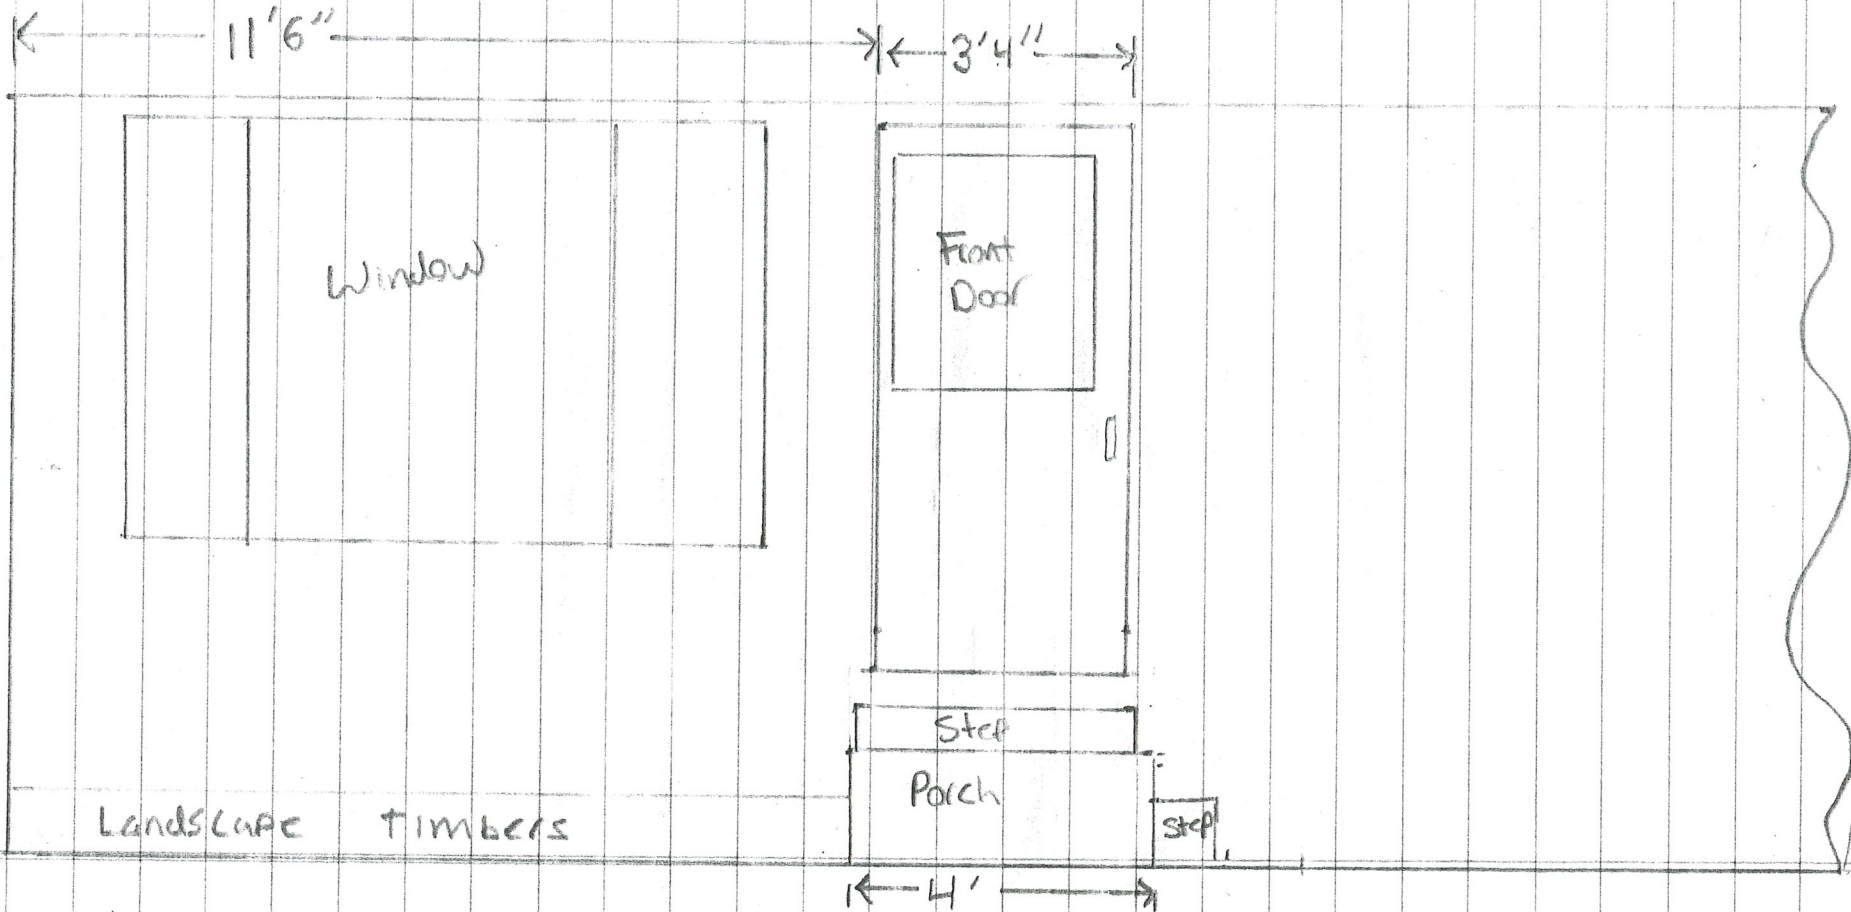 11'6"
3'4"
Window
Front
Door
Step
Porch
Landscape timbers
Step
4'